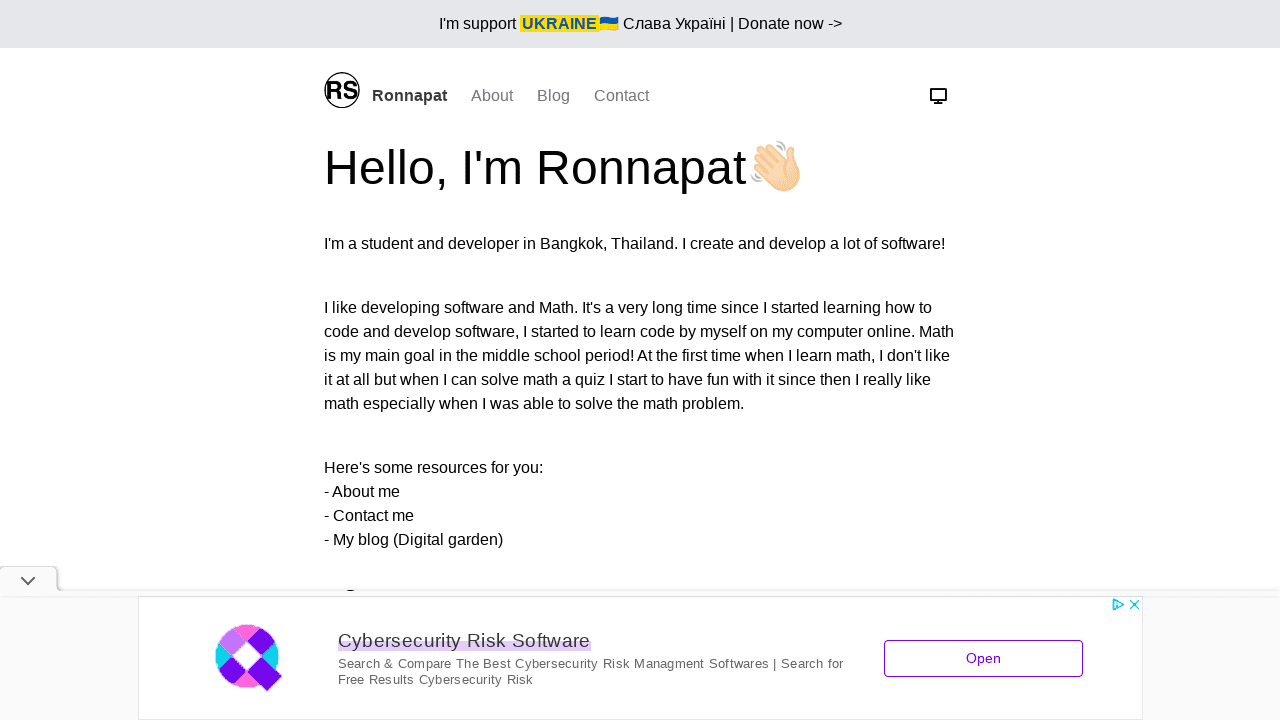 I'm support UKRAINE🇺🇦 Слава Україні | Donate now ->
RS Ronnapat About Blog Contact
Hello, I'm Ronnapat👋🏻
I'm a student and developer in Bangkok, Thailand. I create and develop a lot of software!
I like developing software and Math. It's a very long time since I started learning how to
code and develop software, I started to learn code by myself on my computer online. Math
is my main goal in the middle school period! At the first time when I learn math, I don't like
it at all but when I can solve math a quiz I start to have fun with it since then I really like
math especially when I was able to solve the math problem.
Here's some resources for you:
- About me
- Contact me
- My blog (Digital garden)
Cybersecurity Risk Software
Search & Compare The Best Cybersecurity Risk Managment Softwares | Search for
Free Results Cybersecurity Risk
Open